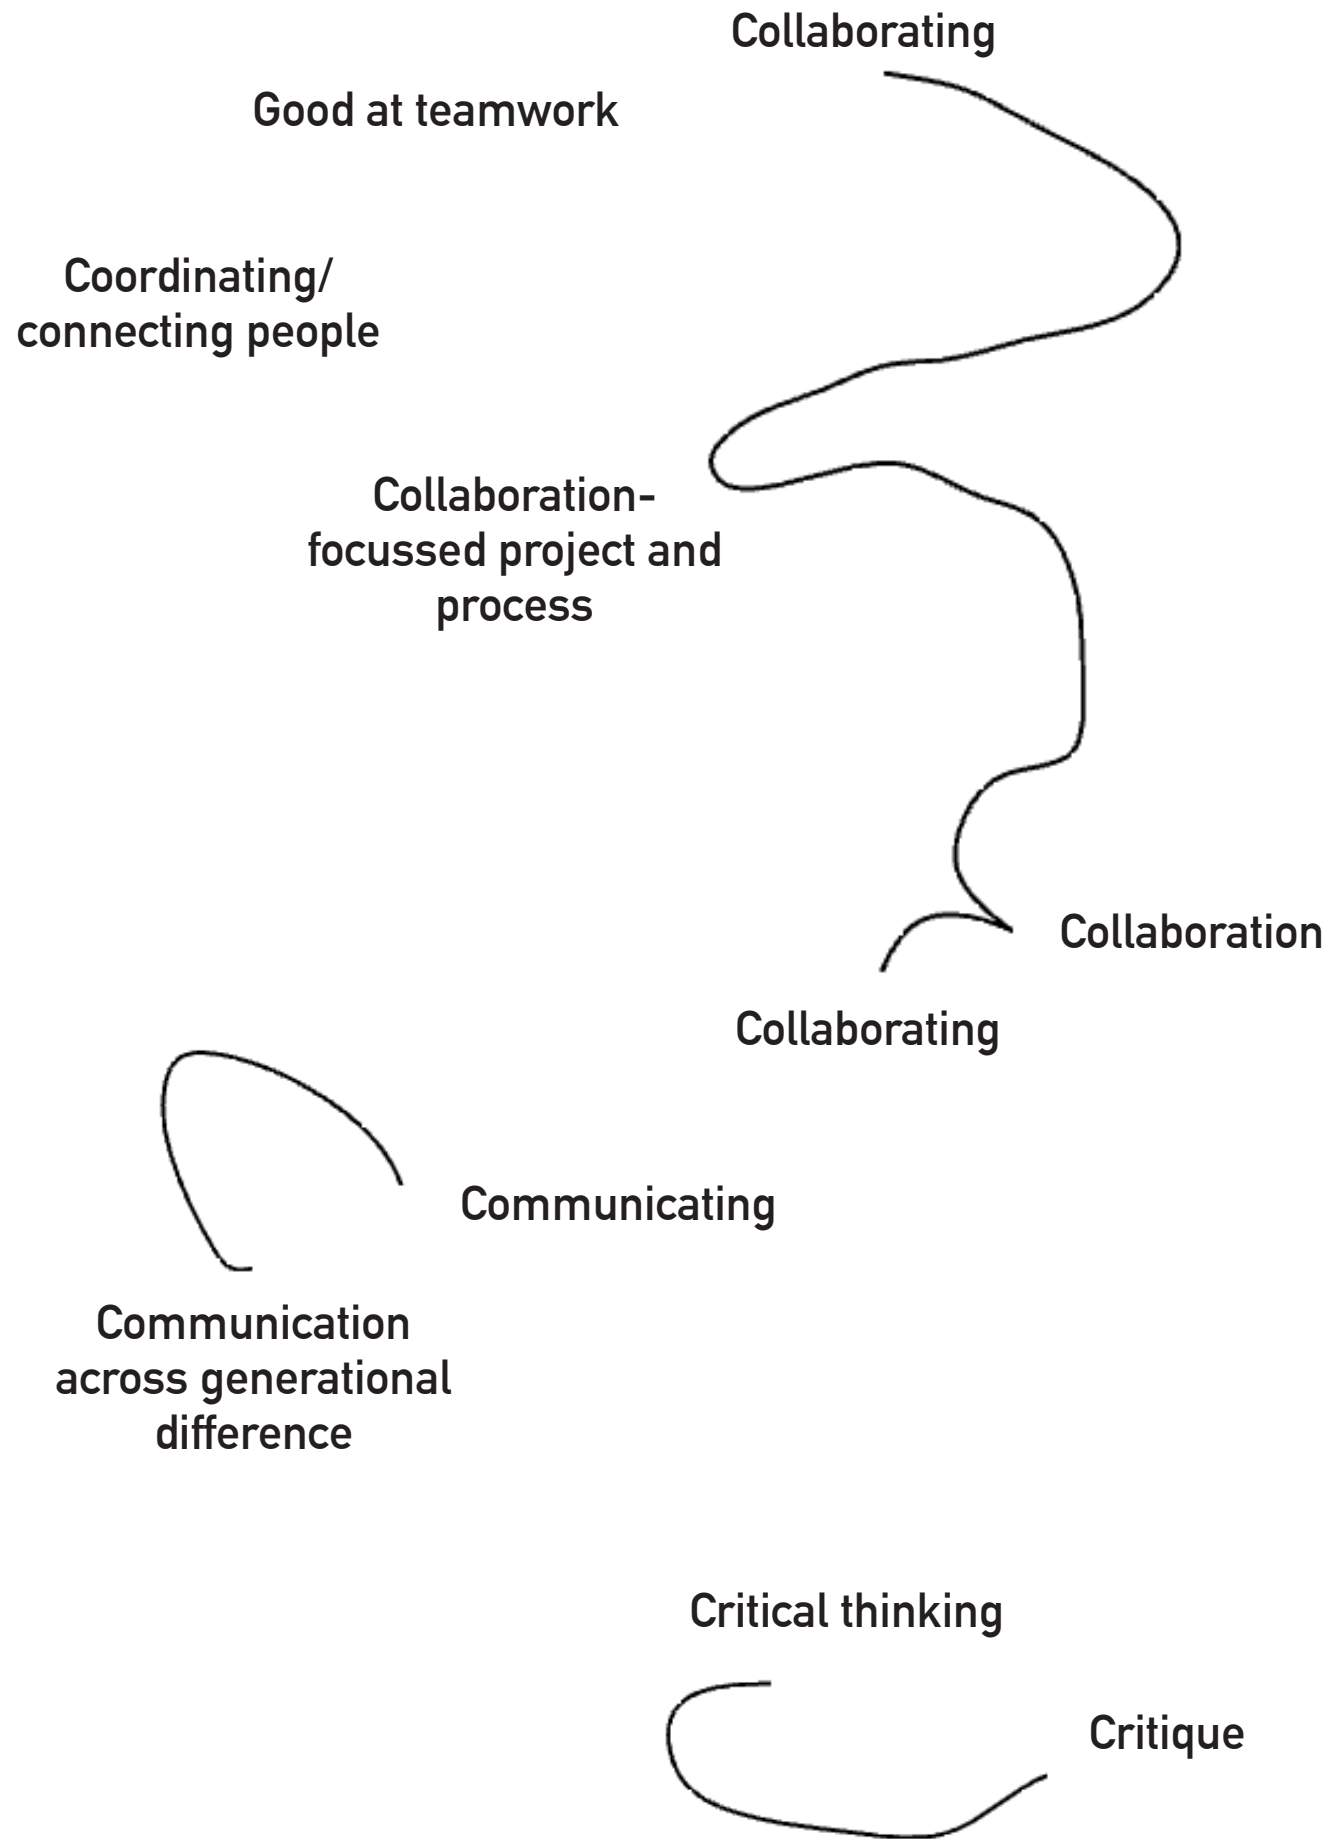 Collaborating
Good at teamwork
Coordinating/
connecting people
Collaboration-
focussed project and
process
Collaboration
Collaborating
Communicating
Communication
across generational
difference
Critical thinking
Critique